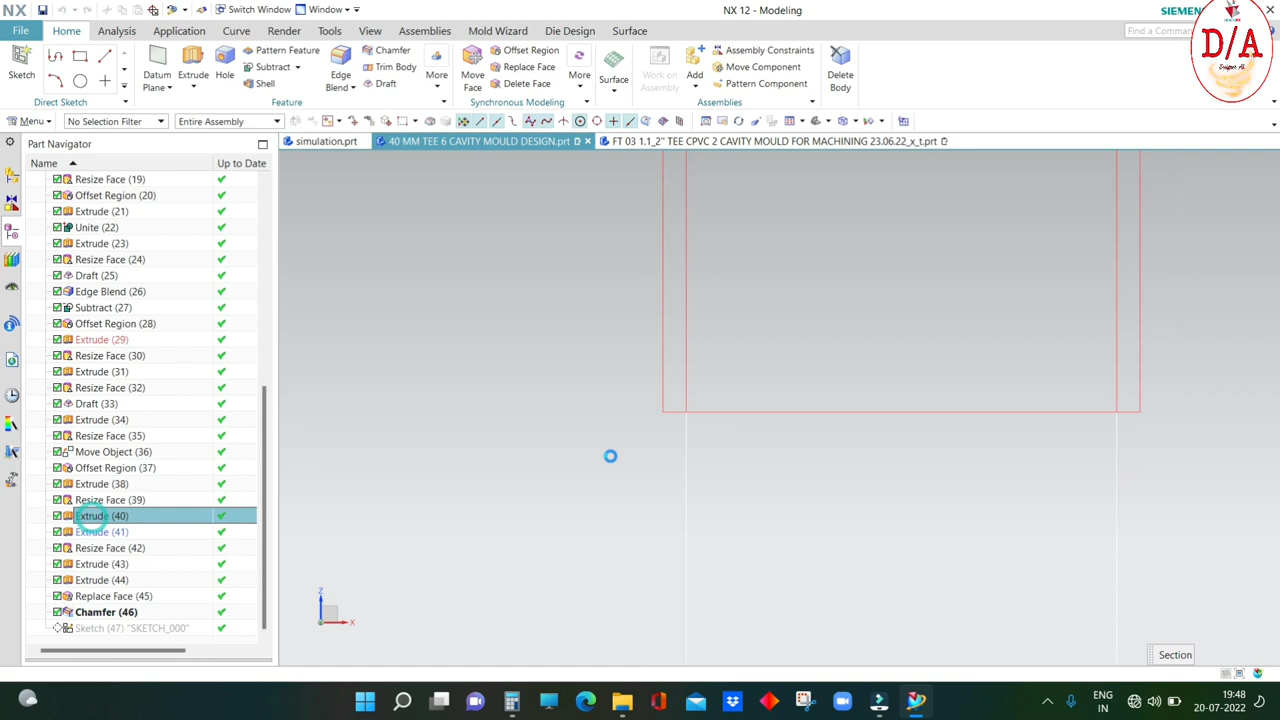 NX
Switch Window
Window
NX 12 - Modeling
SIEMENS
File
Home
Analysis
Application
Curve
Render
Tools
View
Assemblies
Mold Wizard
Die Design
Surface
Find a Comma
D/A
Sketch
Datum Plane
Extrude
Hole
Pattern Feature
Subtract
Shell
Edge Blend
Chamfer
Trim Body
Draft
More
Move Face
Offset Region
Replace Face
Delete Face
More
Surface
Work on Assembly
Add
Assembly Constraints
Move Component
Pattern Component
Delete Body
Direct Sketch
Feature
Synchronous Modeling
Assemblies
Menu
No Selection Filter
Entire Assembly
Part Navigator
simulation.prt
40 MM TEE 6 CAVITY MOULD DESIGN.prt
FT 03 1.1_2" TEE CPVC 2 CAVITY MOULD FOR MACHINING 23.06.22_x_t.prt
Name
Up to Date
Resize Face (19)
Offset Region (20)
Extrude (21)
Unite (22)
Extrude (23)
Resize Face (24)
Draft (25)
Edge Blend (26)
Subtract (27)
Offset Region (28)
Extrude (29)
Resize Face (30)
Extrude (31)
Resize Face (32)
Draft (33)
Extrude (34)
Resize Face (35)
Move Object (36)
Offset Region (37)
Extrude (38)
Resize Face (39)
Extrude (40)
Extrude (41)
Resize Face (42)
Extrude (43)
Extrude (44)
Replace Face (45)
Chamfer (46)
Sketch (47) "SKETCH_000"
Z
X
Section
ENG
IN
19:48
20-07-2022